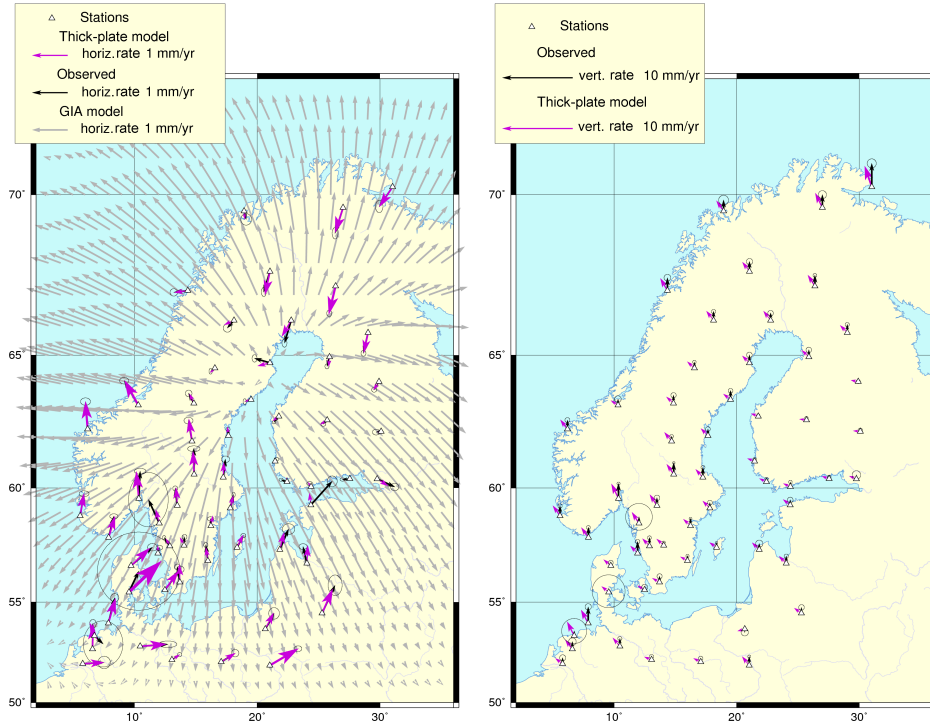 Stations
Thick-plate model
horiz.rate 1 mm/yr
Observed
horiz.rate 1 mm/yr
GIA model
horiz.rate 1 mm/yr
70˚
65˚
60˚
55˚
50˚
10˚
20˚
30˚
Stations
Observed
vert. rate 10 mm/yr
Thick-plate model
vert. rate 10 mm/yr
70˚
65˚
60˚
55˚
50˚
10˚
20˚
30˚